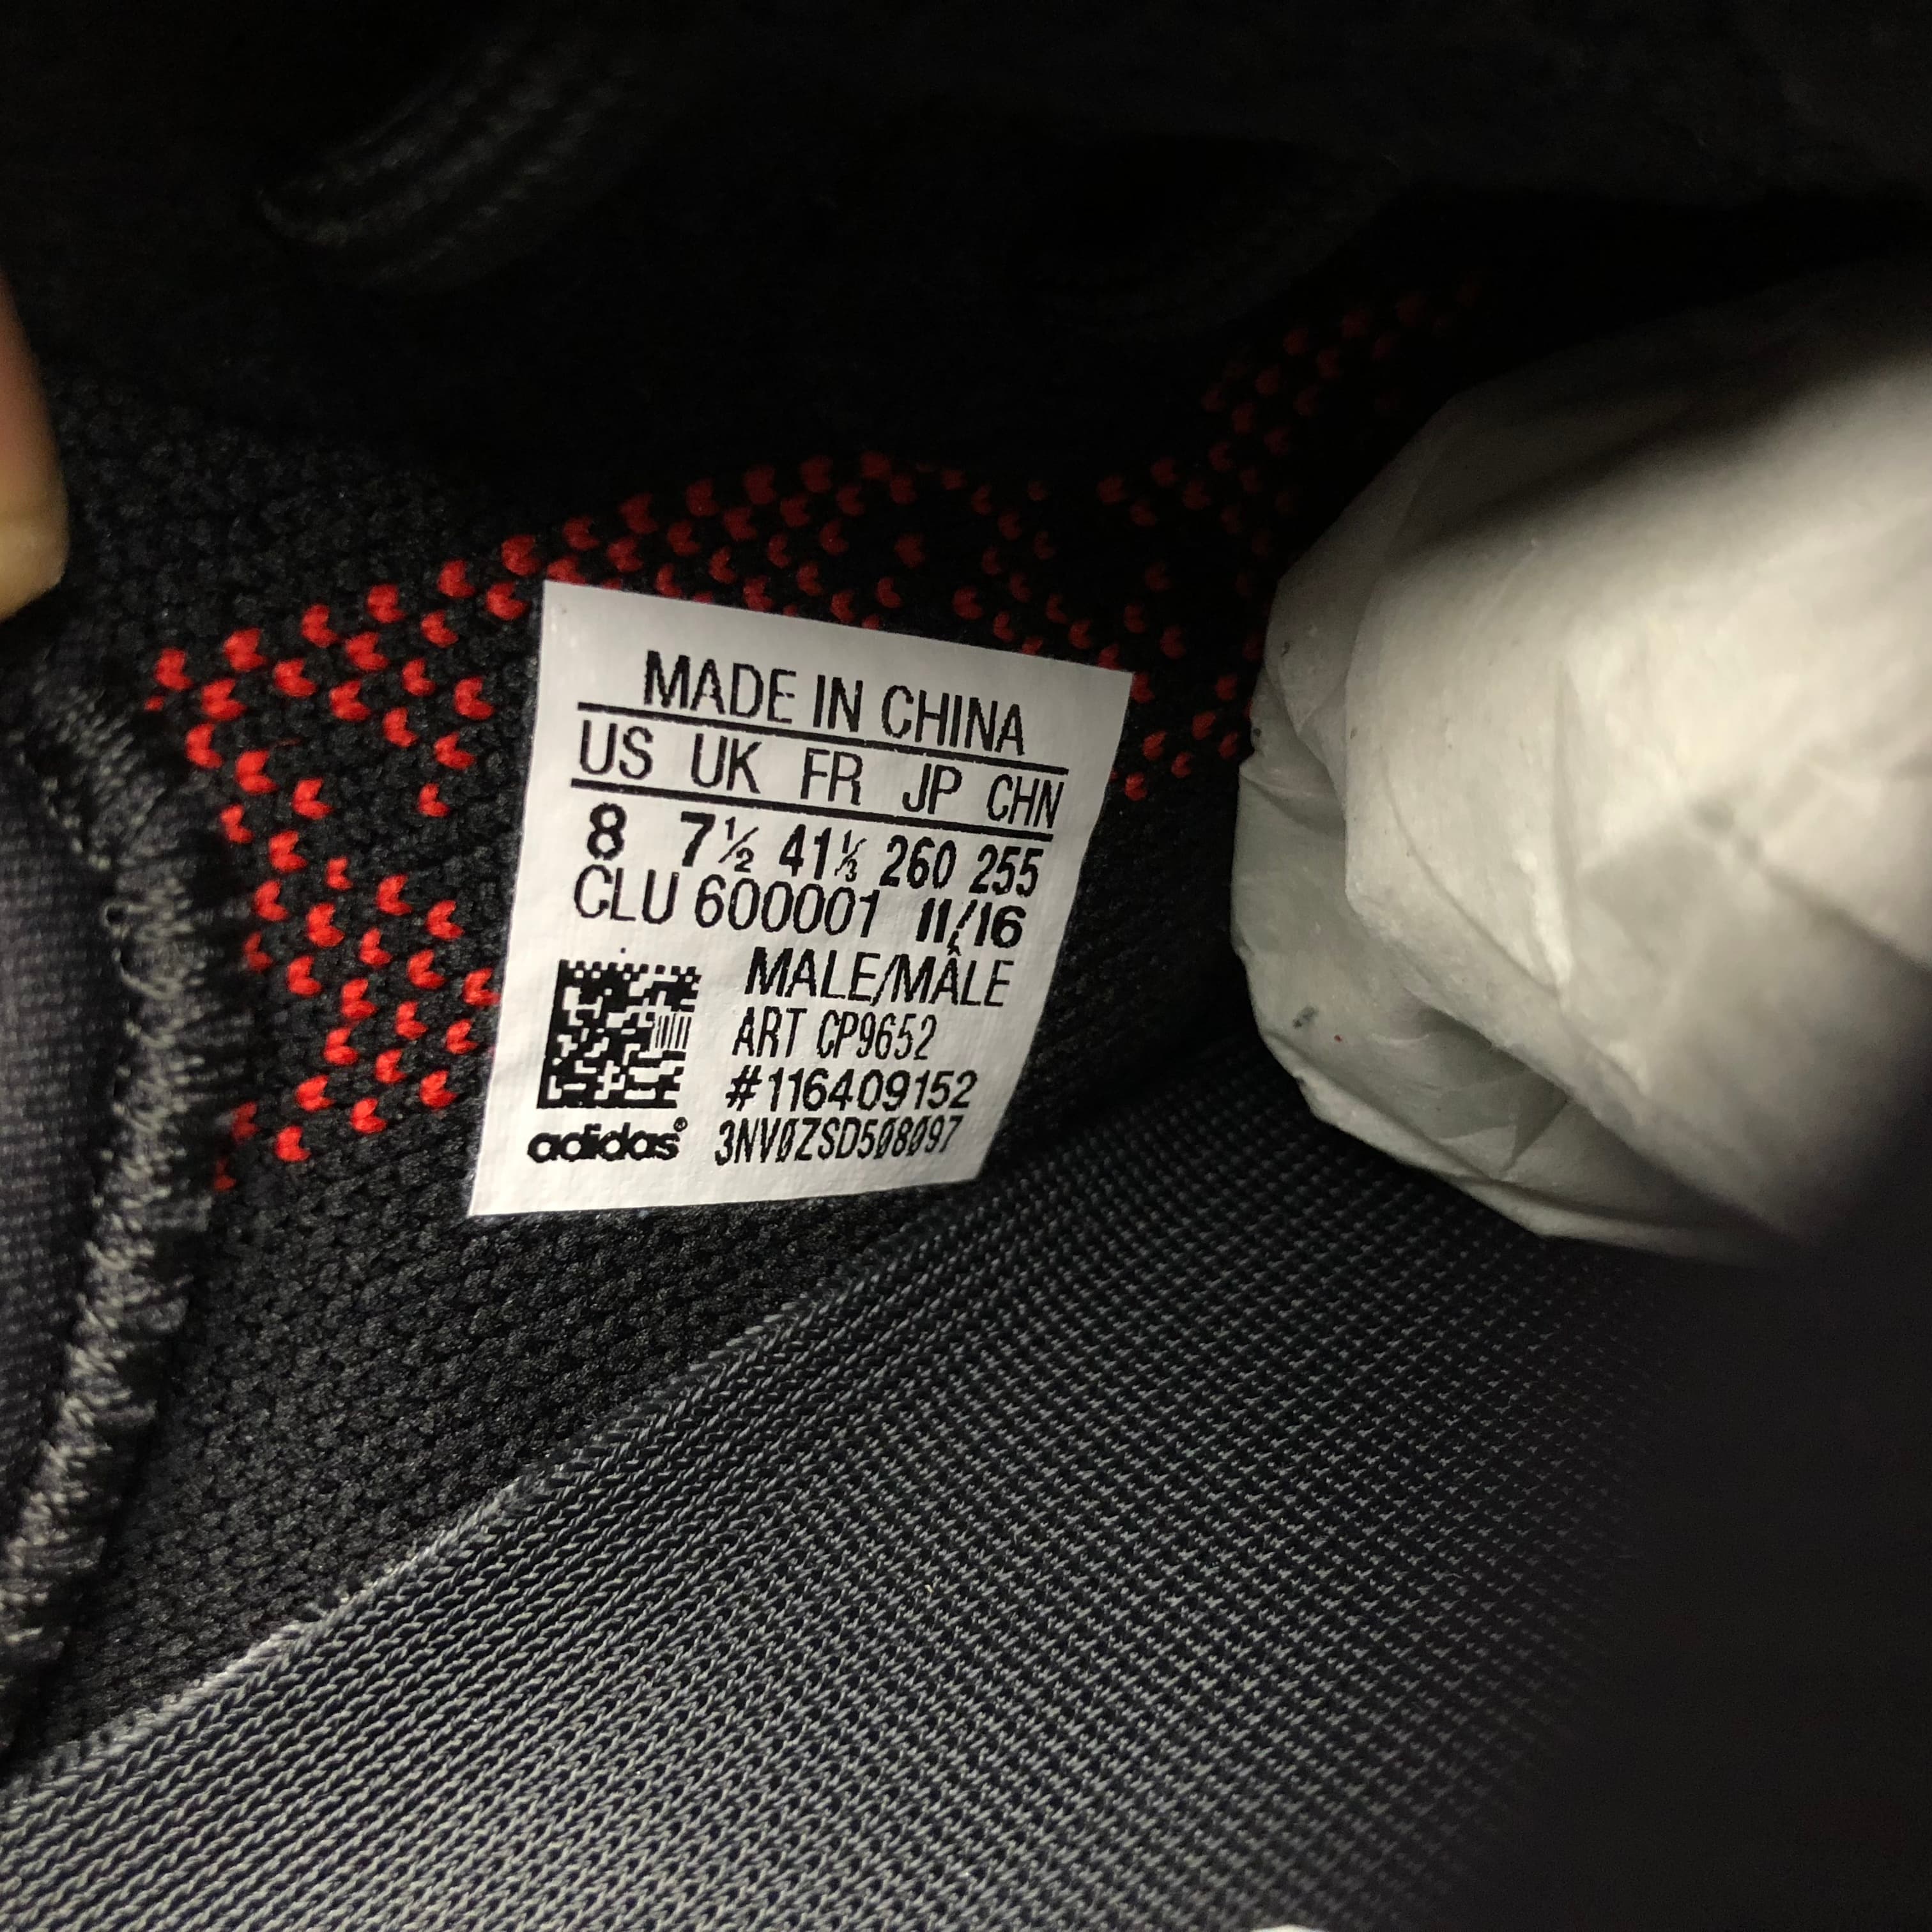 MADE IN CHINA
US UK FR JP CHN
8 7½ 41⅓ 260 255
CLU 600001 11/16
MALE/MÂLE
ART CP9652
#116409152
adidas® 3NV0ZSD508097